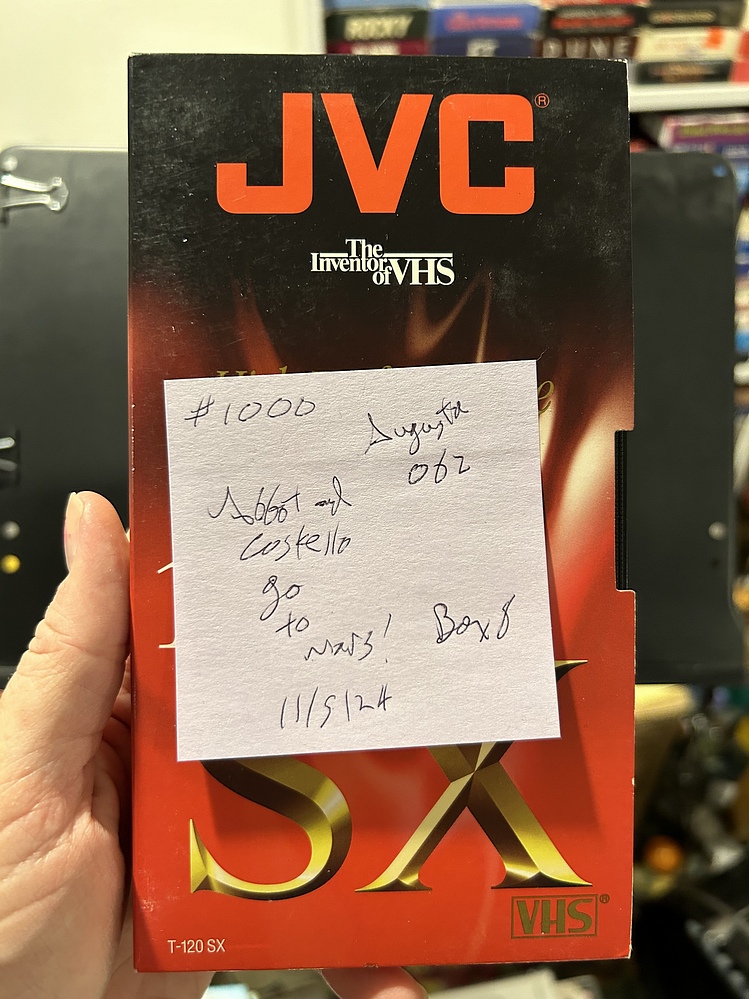 ROCKY
DUNE
JVC®
The
Inventor
of VHS
#1000
Augusta
062
Abbot and
Costello
go
to
Mars!
Box 8
11/5/24
SX
VHS®
T-120 SX